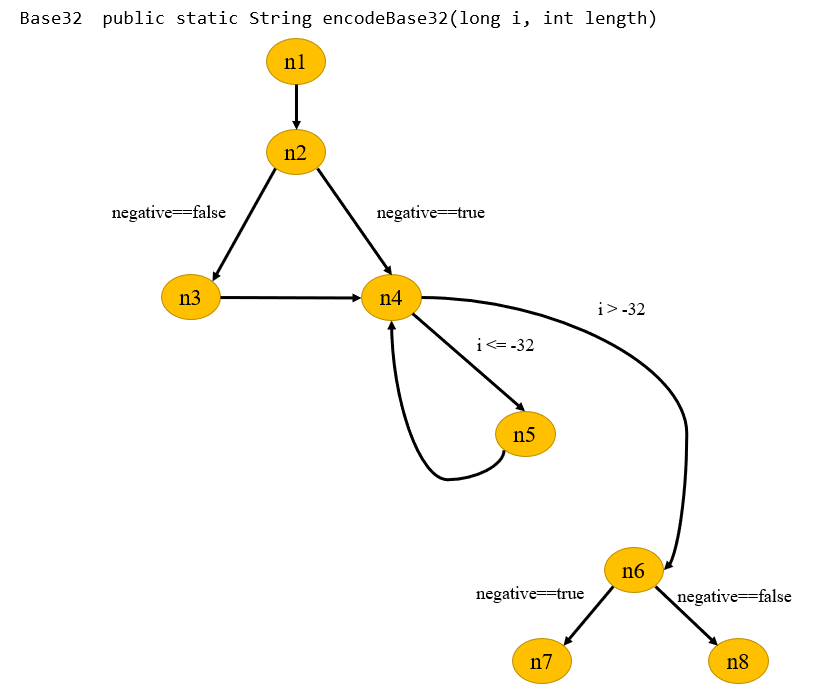 Base32  public static String encodeBase32(long i, int length)
n1
n2
negative==false
negative==true
n3
n4
i > -32
i <= -32
n5
n6
negative==true
negative==false
n7
n8